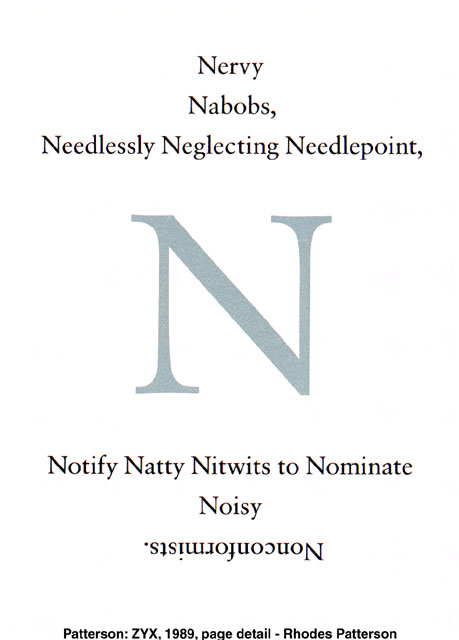 Nervy
Nabobs,
Needlessly Neglecting Needlepoint,
N
Notify Natty Nitwits to Nominate
Noisy
Nonconformists.
Patterson: ZYX, 1989, page detail - Rhodes Patterson